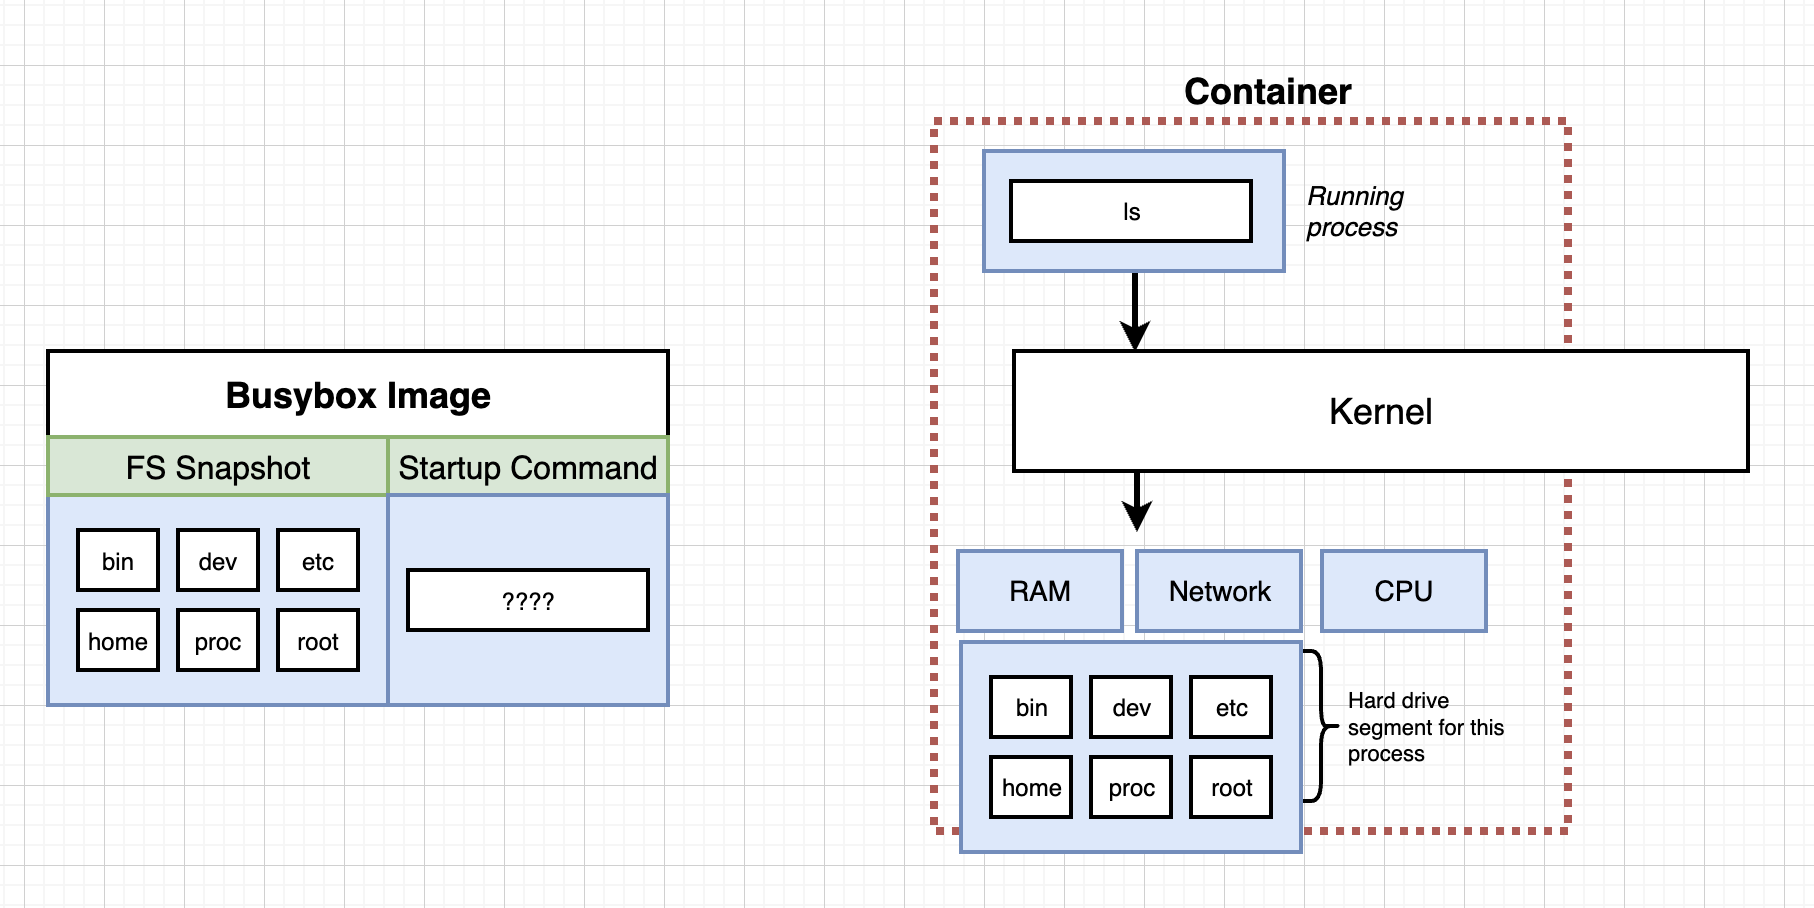 Container
ls
Running
process
Busybox Image
Kernel
FS Snapshot
Startup Command
bin
dev
etc
????
home
proc
root
RAM
Network
CPU
bin
dev
etc
home
proc
root
Hard drive
segment for this
process